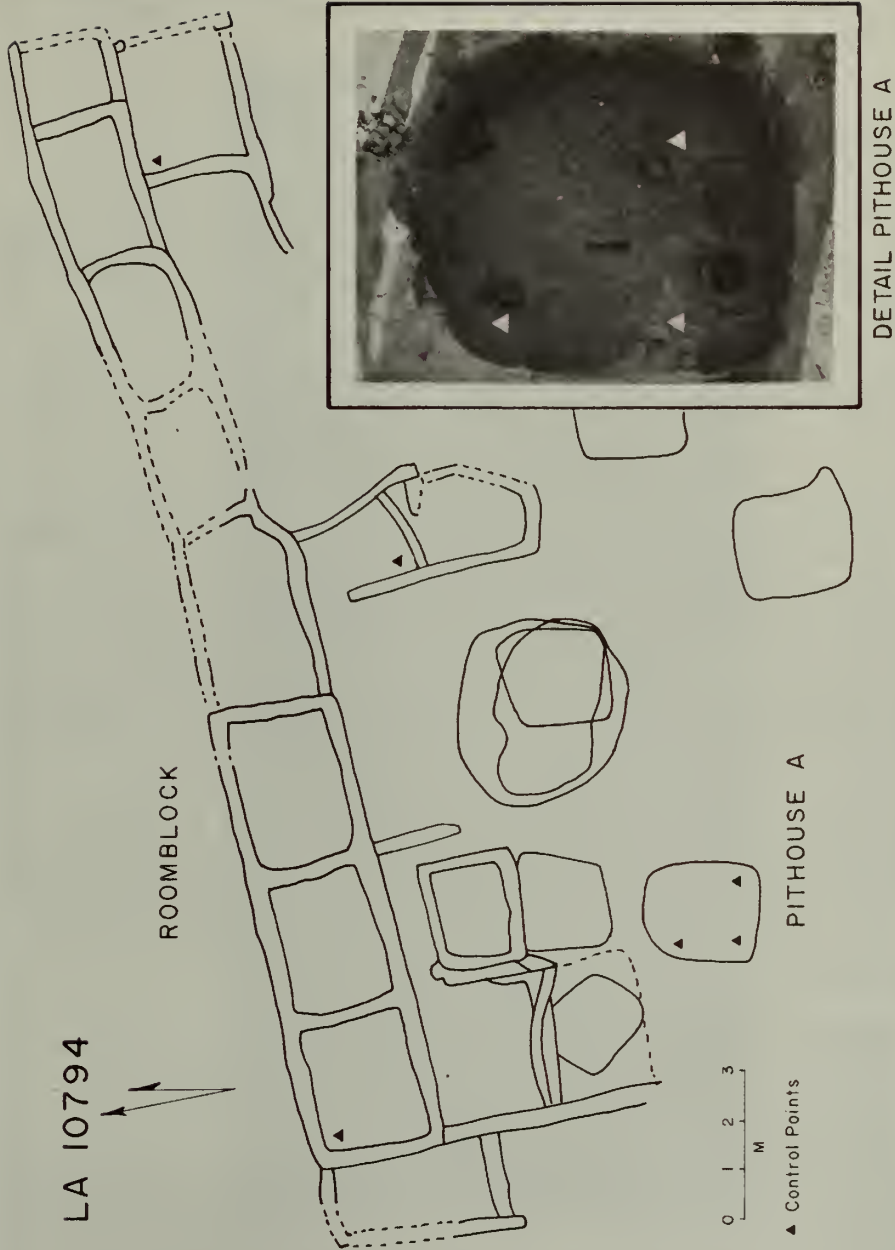 LA 10794
ROOMBLOCK
PITHOUSE A
0 1 2 3
M
▲ Control Points
DETAIL PITHOUSE A